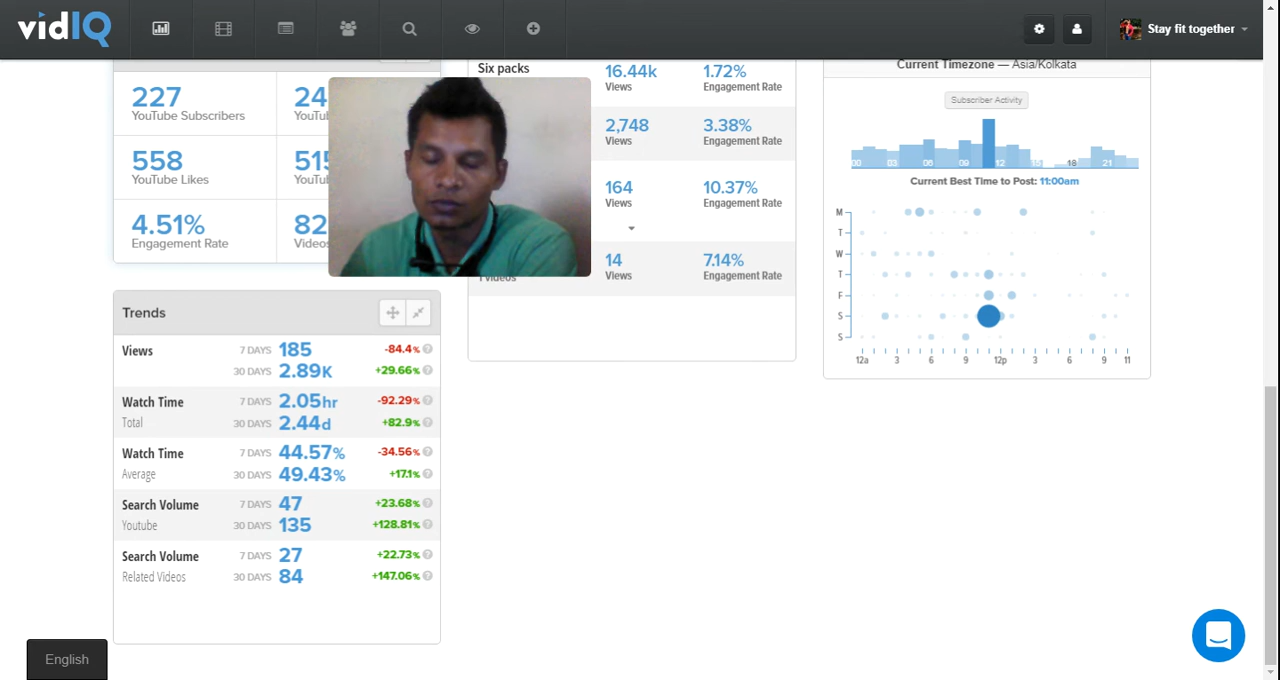 vidIQ
Stay fit together
227
YouTube Subscribers
24
YouTu
558
YouTube Likes
515
YouTu
4.51%
Engagement Rate
82
Videos
Six packs
16.44k
Views
1.72%
Engagement Rate
2,748
Views
3.38%
Engagement Rate
164
Views
10.37%
Engagement Rate
14
Views
7.14%
Engagement Rate
1 videos
Current Timezone — Asia/Kolkata
Subscriber Activity
00 03 06 09 12 15 18 21
Current Best Time to Post: 11:00am
M
T
W
T
F
S
S
12a 3 6 9 12p 3 6 9 11
Trends
Views 7 DAYS 185 -84.4%
30 DAYS 2.89K +29.66%
Watch Time 7 DAYS 2.05hr -92.29%
Total 30 DAYS 2.44d +82.9%
Watch Time 7 DAYS 44.57% -34.56%
Average 30 DAYS 49.43% +17.1%
Search Volume 7 DAYS 47 +23.68%
Youtube 30 DAYS 135 +128.81%
Search Volume 7 DAYS 27 +22.73%
Related Videos 30 DAYS 84 +147.06%
English